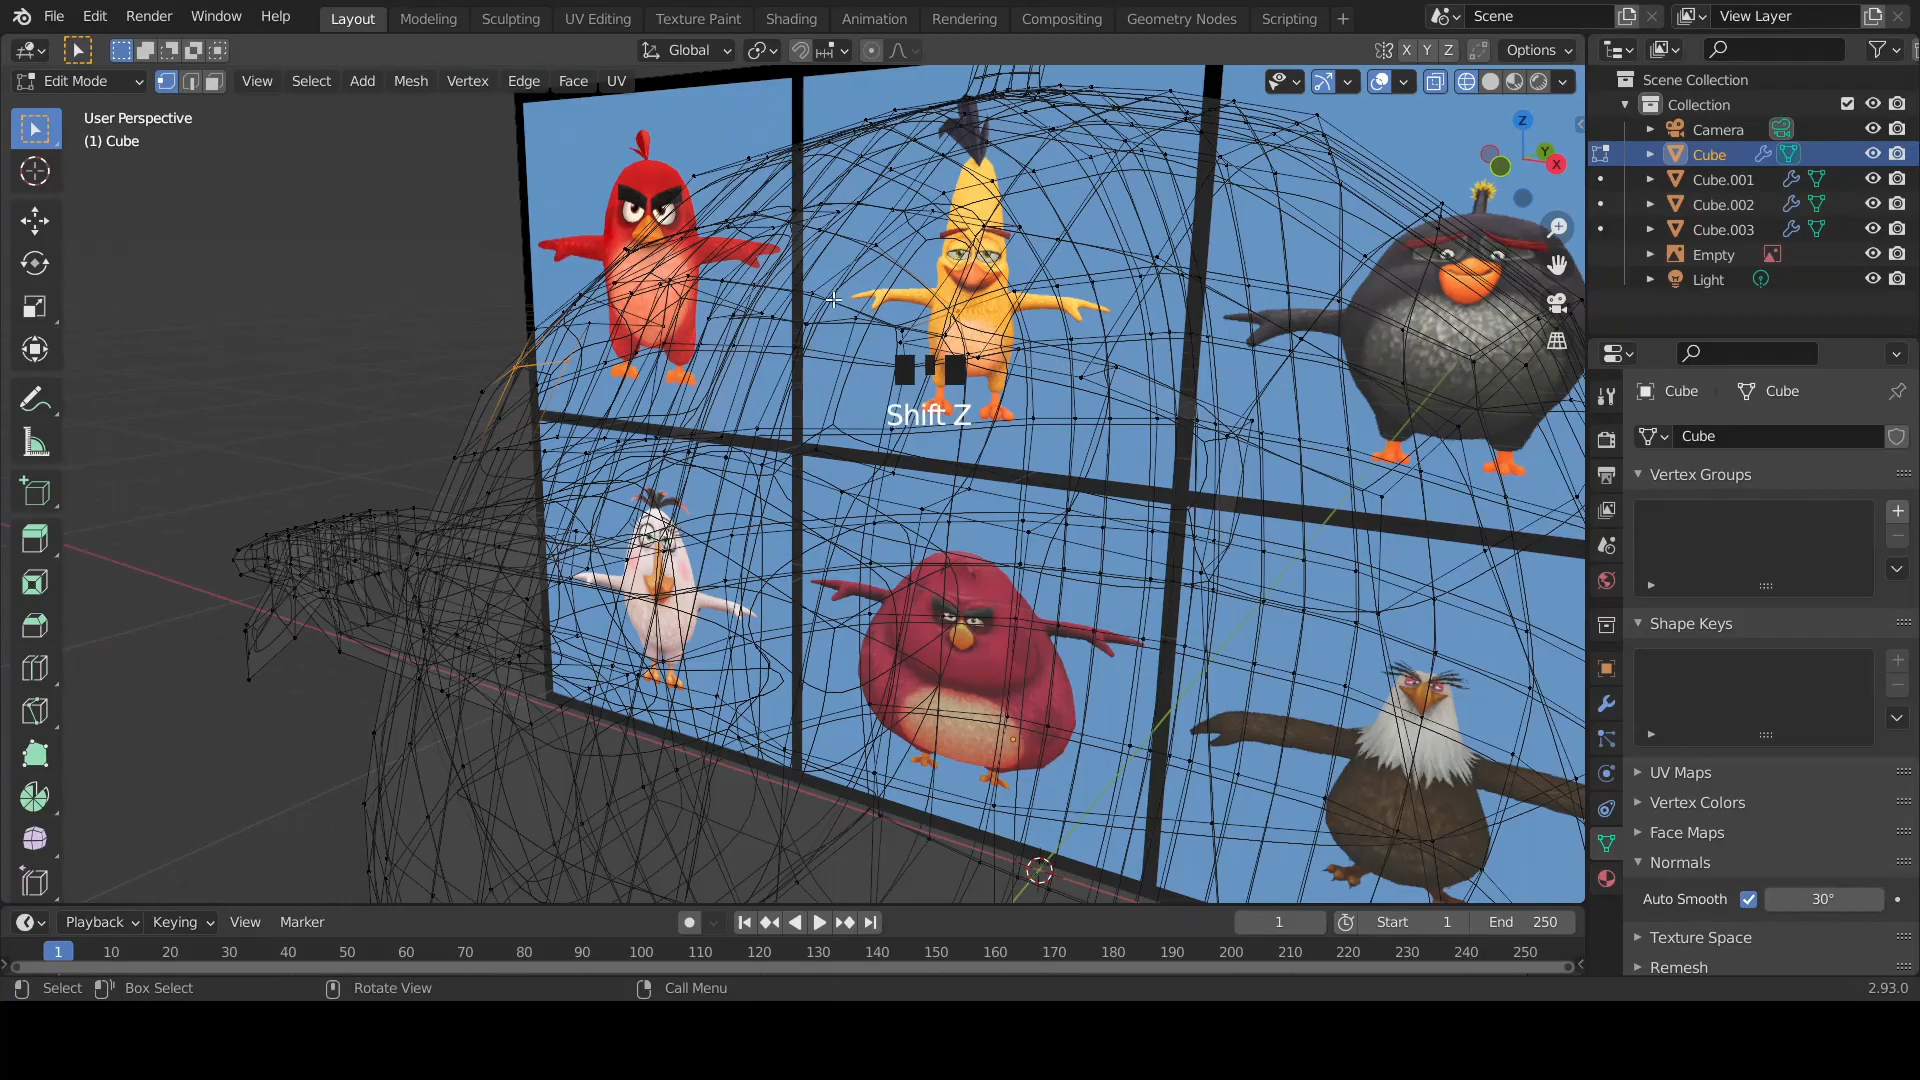 File Edit Render Window Help Layout Modeling Sculpting UV Editing Texture Paint Shading Animation Rendering Compositing Geometry Nodes Scripting + Scene View Layer
Global X Y Z Options
Edit Mode View Select Add Mesh Vertex Edge Face UV
User Perspective
(1) Cube
Z
Y
X
Shift Z
Scene Collection
Collection
Camera
Cube
Cube.001
Cube.002
Cube.003
Empty
Light
Cube Cube
Cube
Vertex Groups
Shape Keys
UV Maps
Vertex Colors
Face Maps
Normals
Auto Smooth 30°
Texture Space
Remesh
Playback Keying View Marker 1 Start 1 End 250
1 10 20 30 40 50 60 70 80 90 100 110 120 130 140 150 160 170 180 190 200 210 220 230 240 250
Select Box Select Rotate View Call Menu 2.93.0